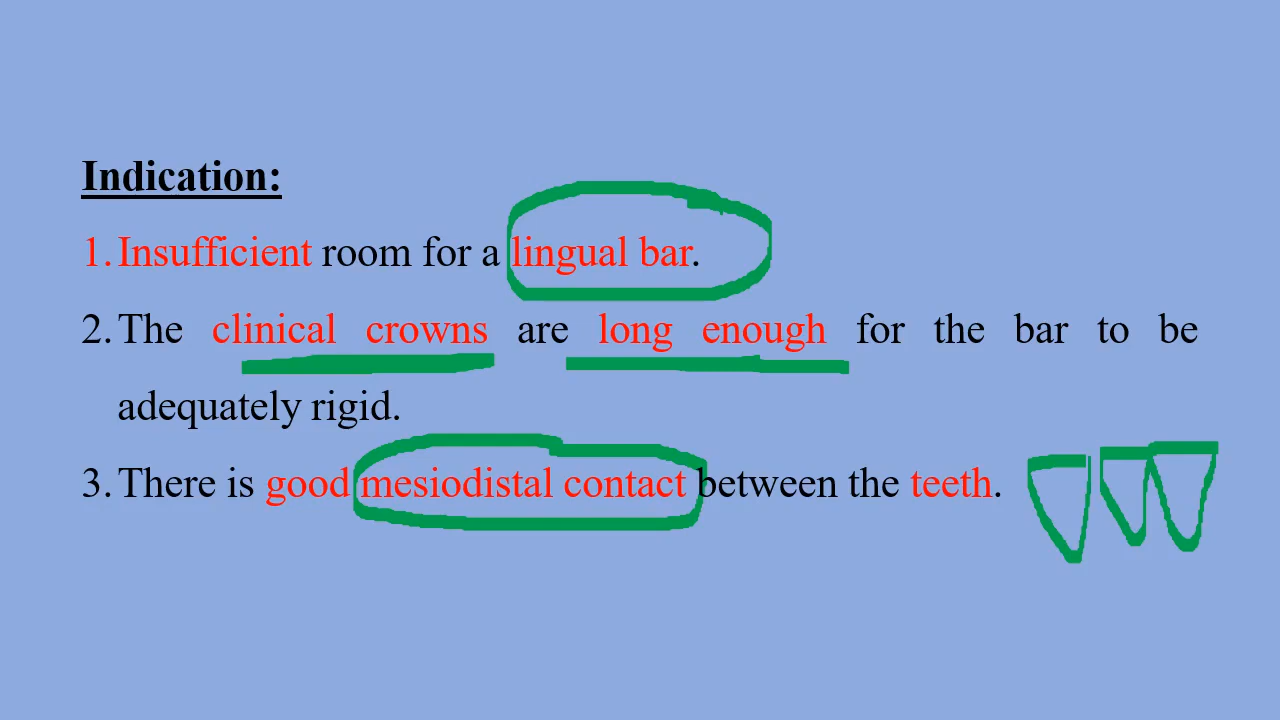 Indication:
1. Insufficient room for a lingual bar.
2. The clinical crowns are long enough for the bar to be
adequately rigid.
3. There is good mesiodistal contact between the teeth.